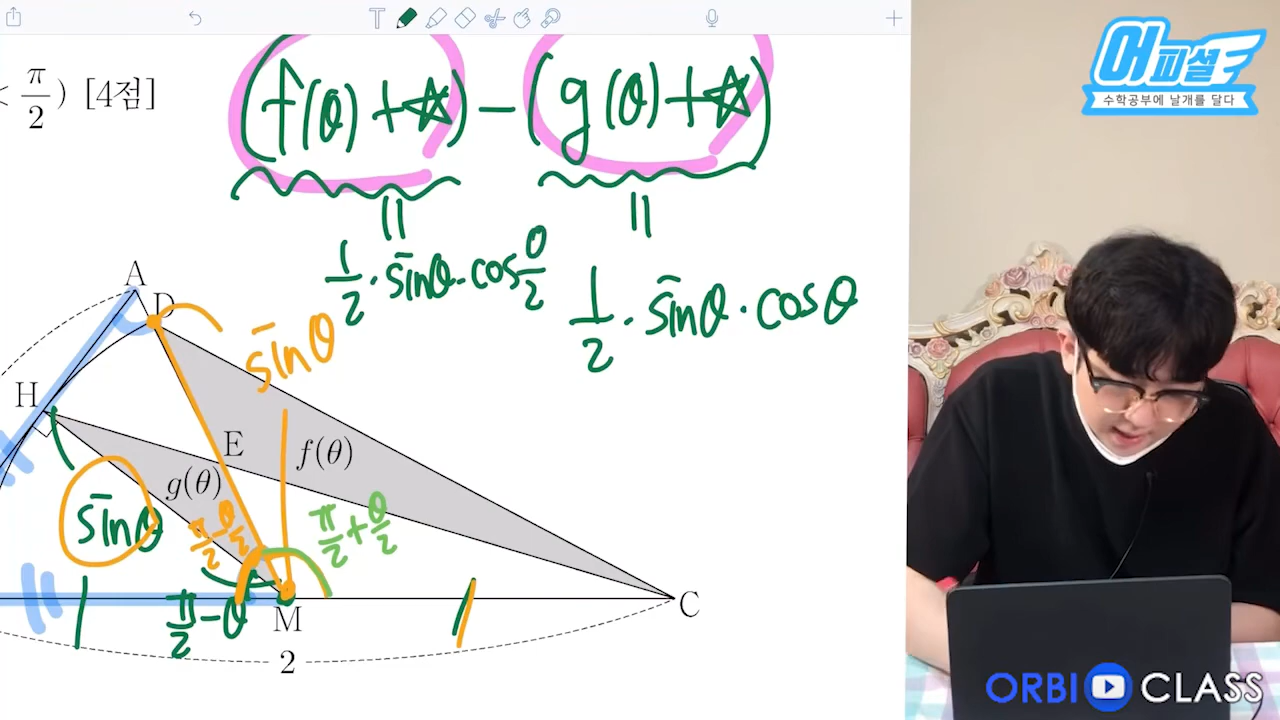 < π/2) [4점]
(f(θ)+☆)-(g(θ)+☆)
=
=
1/2·sinθ·cosθ/2
1/2·sinθ·cosθ
A
D
sinθ
H
E
f(θ)
g(θ)
sinθ
π/2-θ/2
π/2+θ/2
π/2-θ
M
C
2
어피셜
수학공부에 날개를 달다
ORBI CLASS